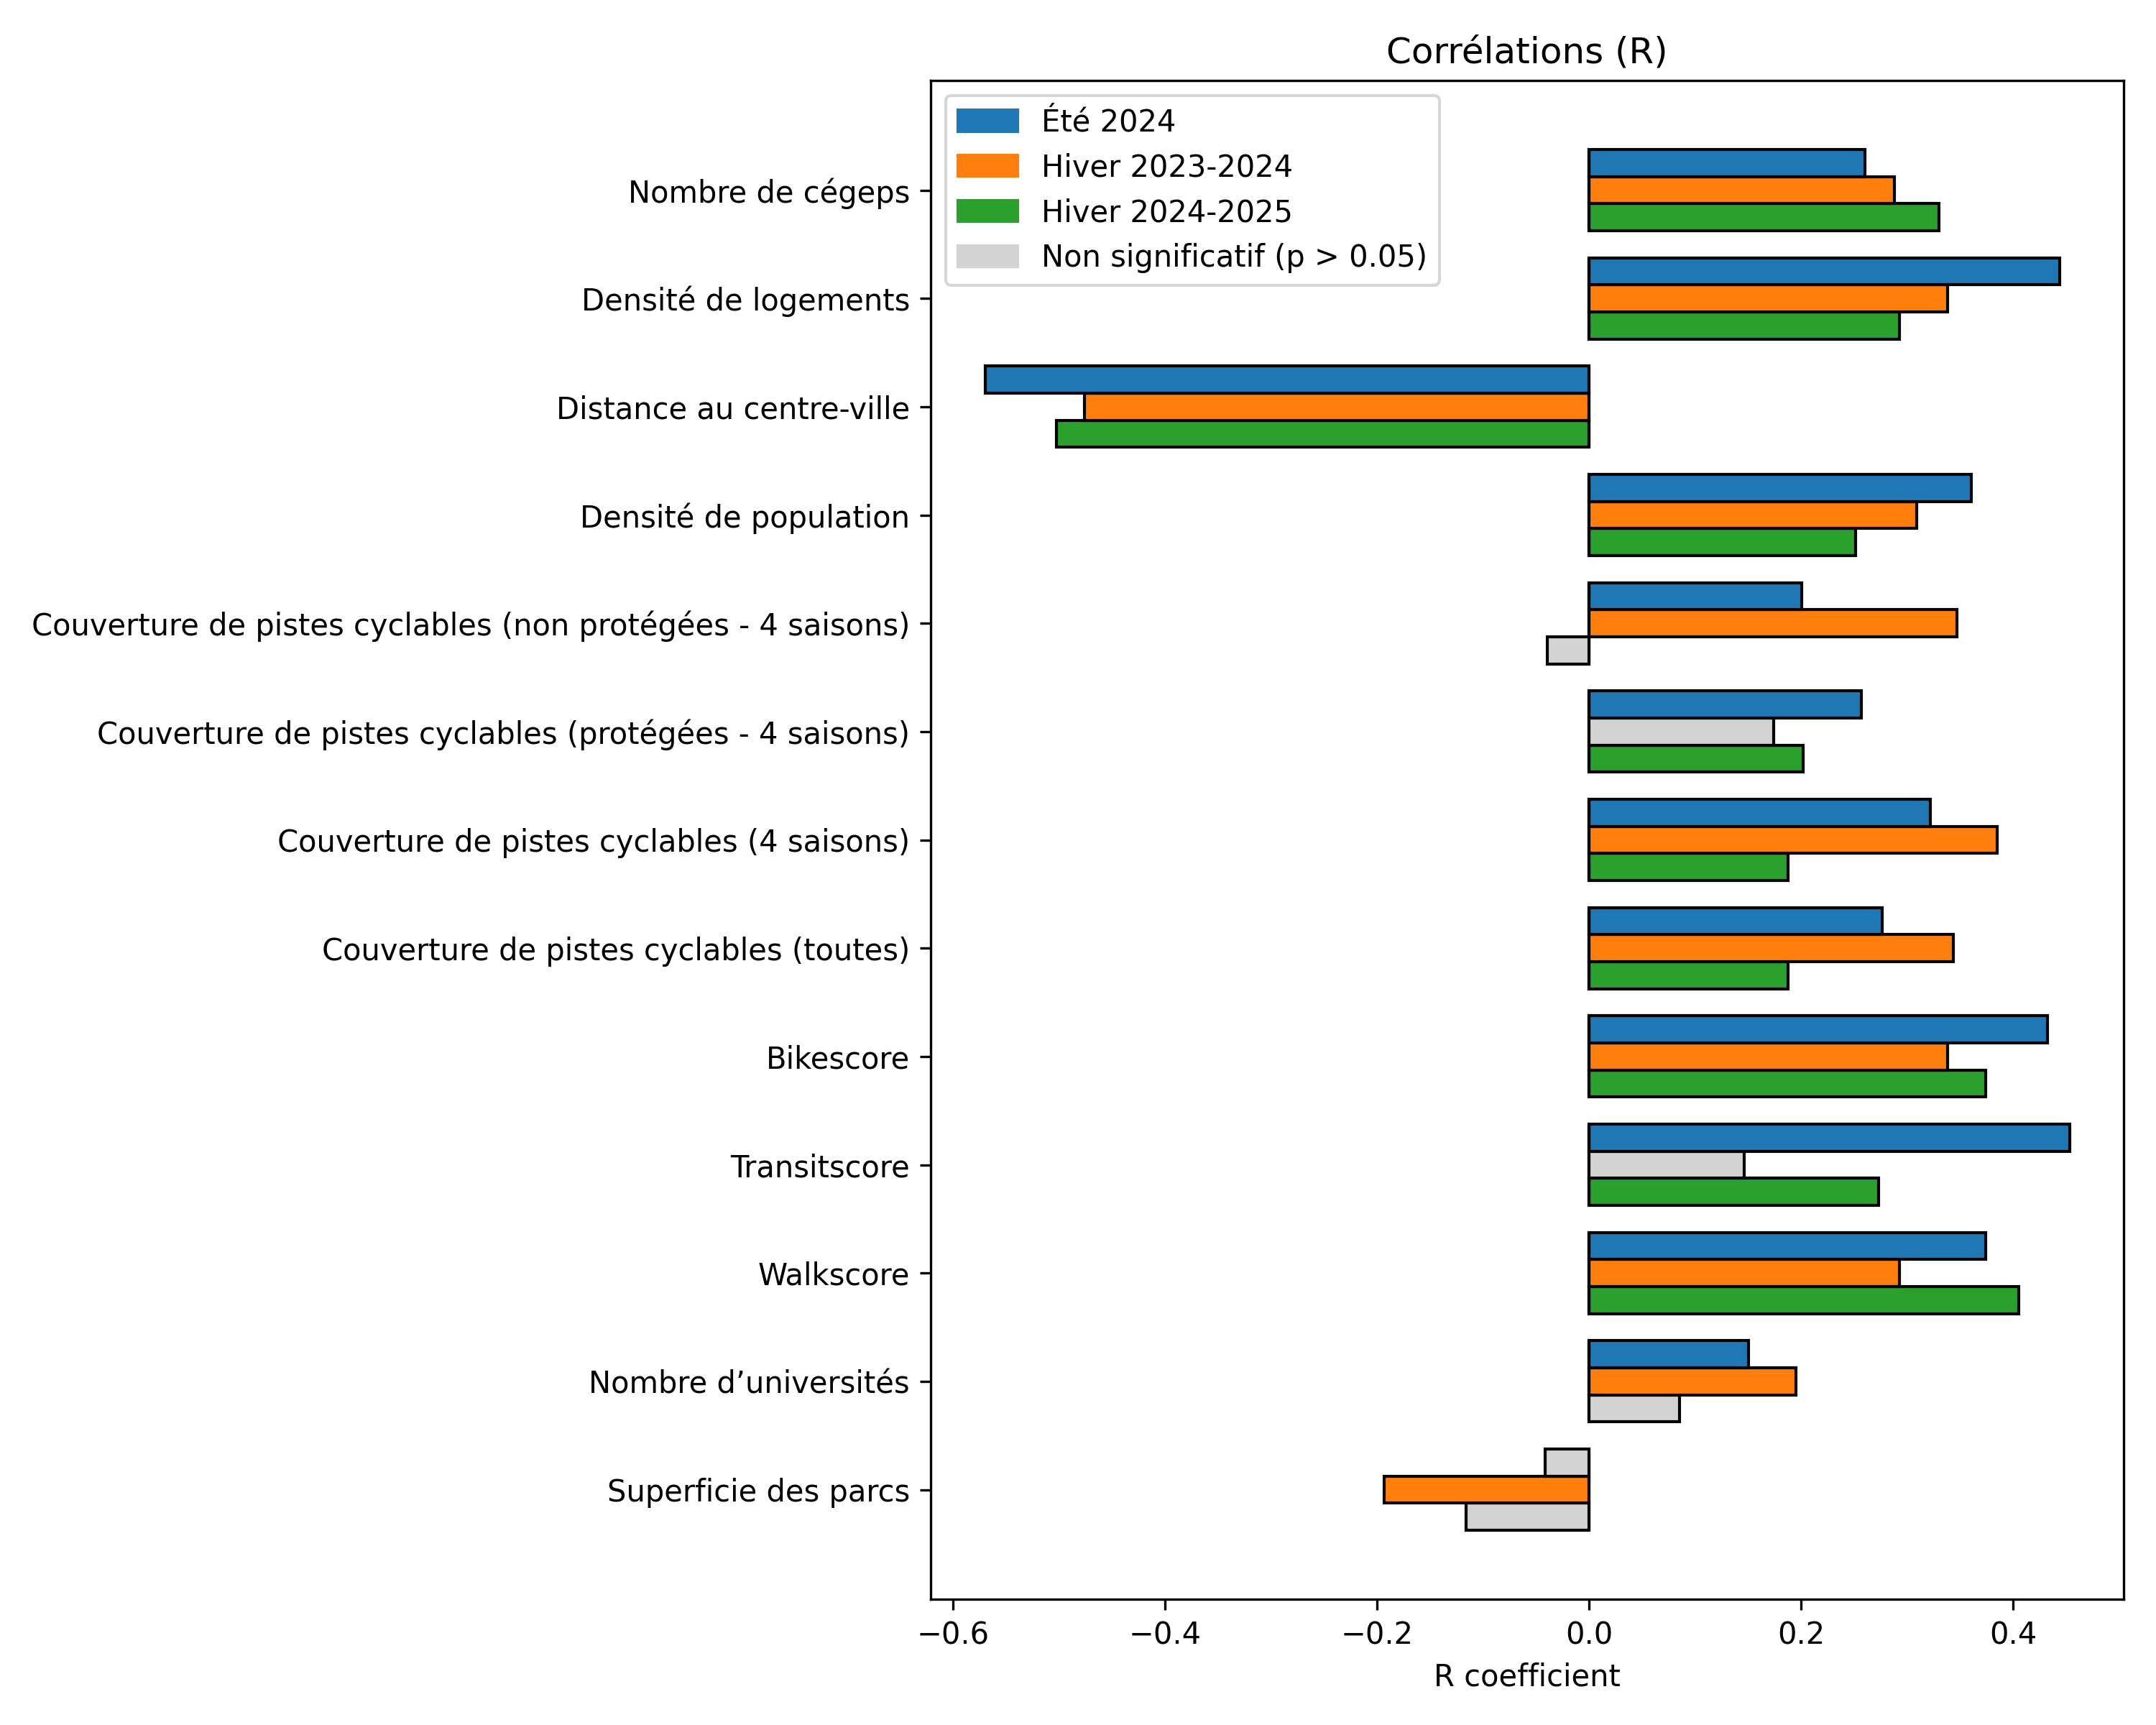 Corrélations (R)
Été 2024
Hiver 2023-2024
Hiver 2024-2025
Non significatif (p > 0.05)
Nombre de cégeps
Densité de logements
Distance au centre-ville
Densité de population
Couverture de pistes cyclables (non protégées - 4 saisons)
Couverture de pistes cyclables (protégées - 4 saisons)
Couverture de pistes cyclables (4 saisons)
Couverture de pistes cyclables (toutes)
Bikescore
Transitscore
Walkscore
Nombre d’universités
Superficie des parcs
−0.6 −0.4 −0.2 0.0 0.2 0.4
R coefficient